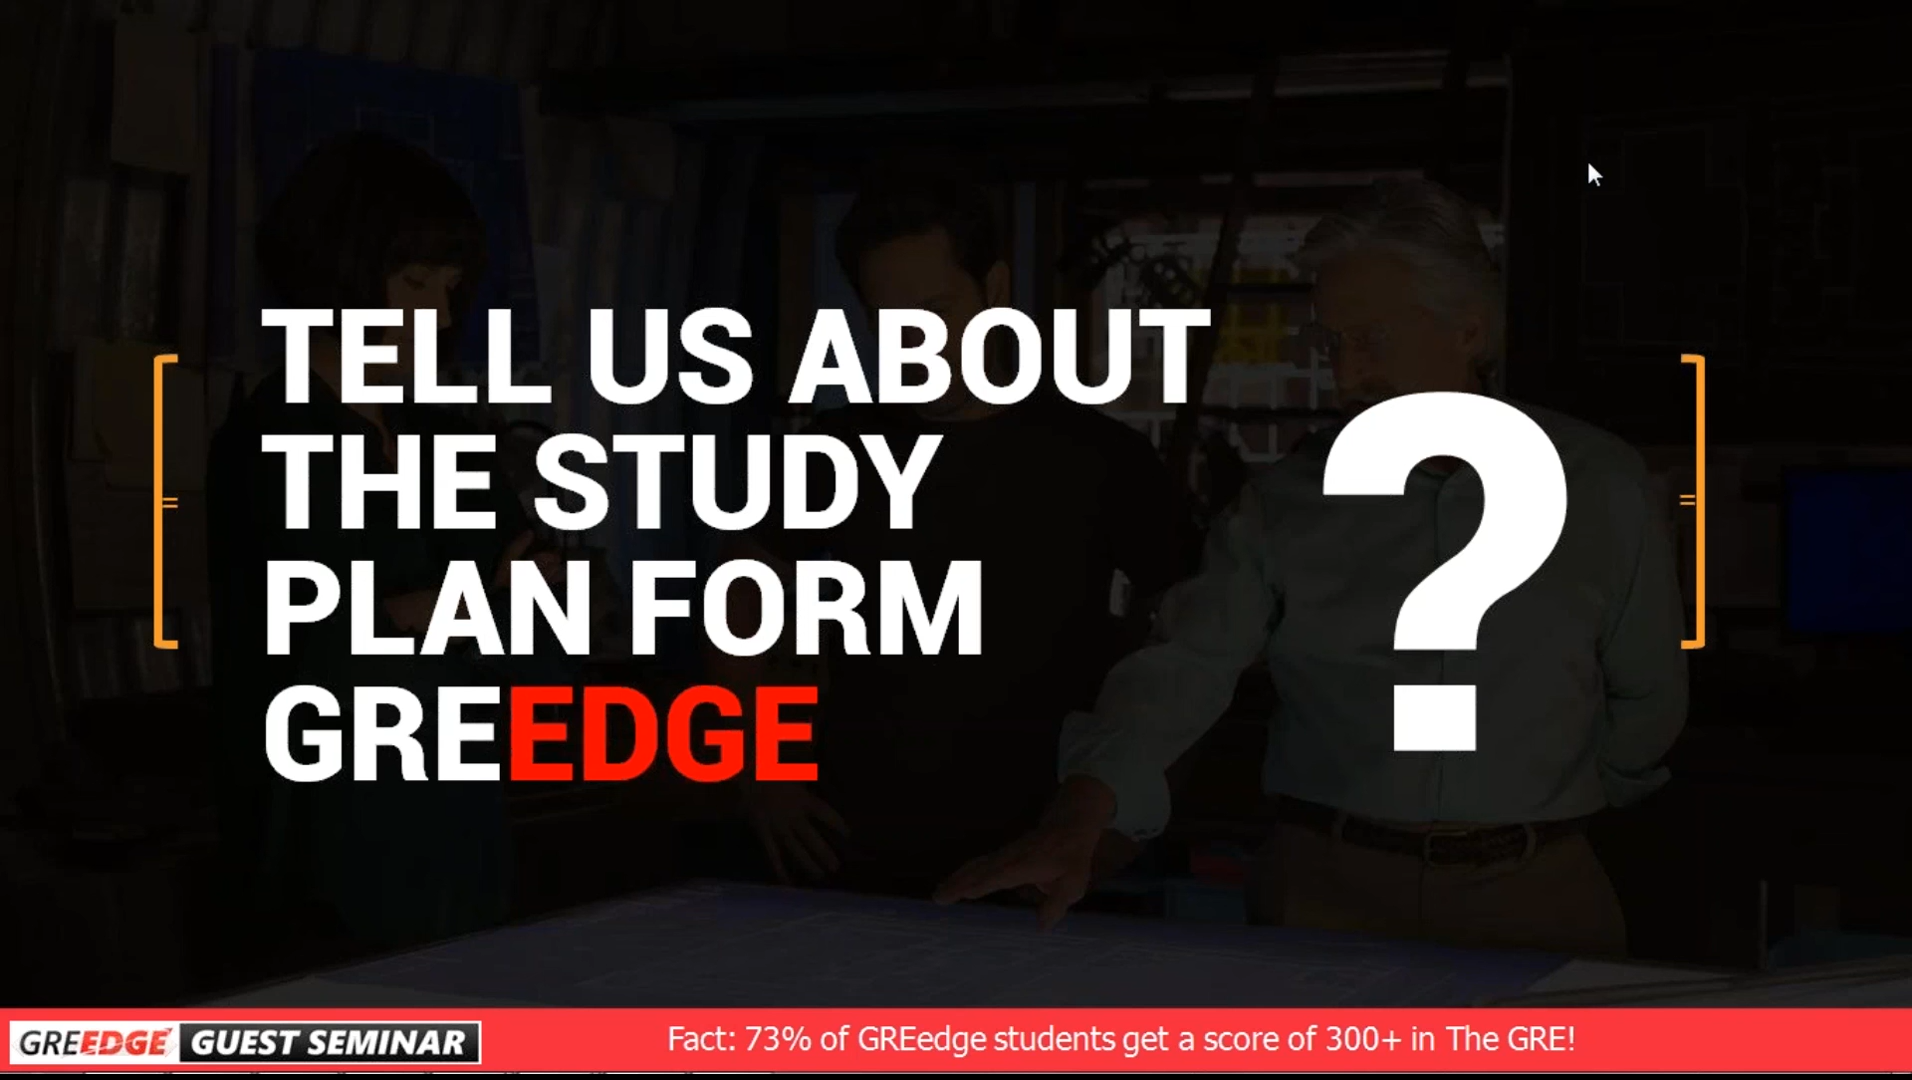 TELL US ABOUT
THE STUDY
PLAN FORM
GREEDGE
?
GREEDGE GUEST SEMINAR
Fact: 73% of GREedge students get a score of 300+ in The GRE!